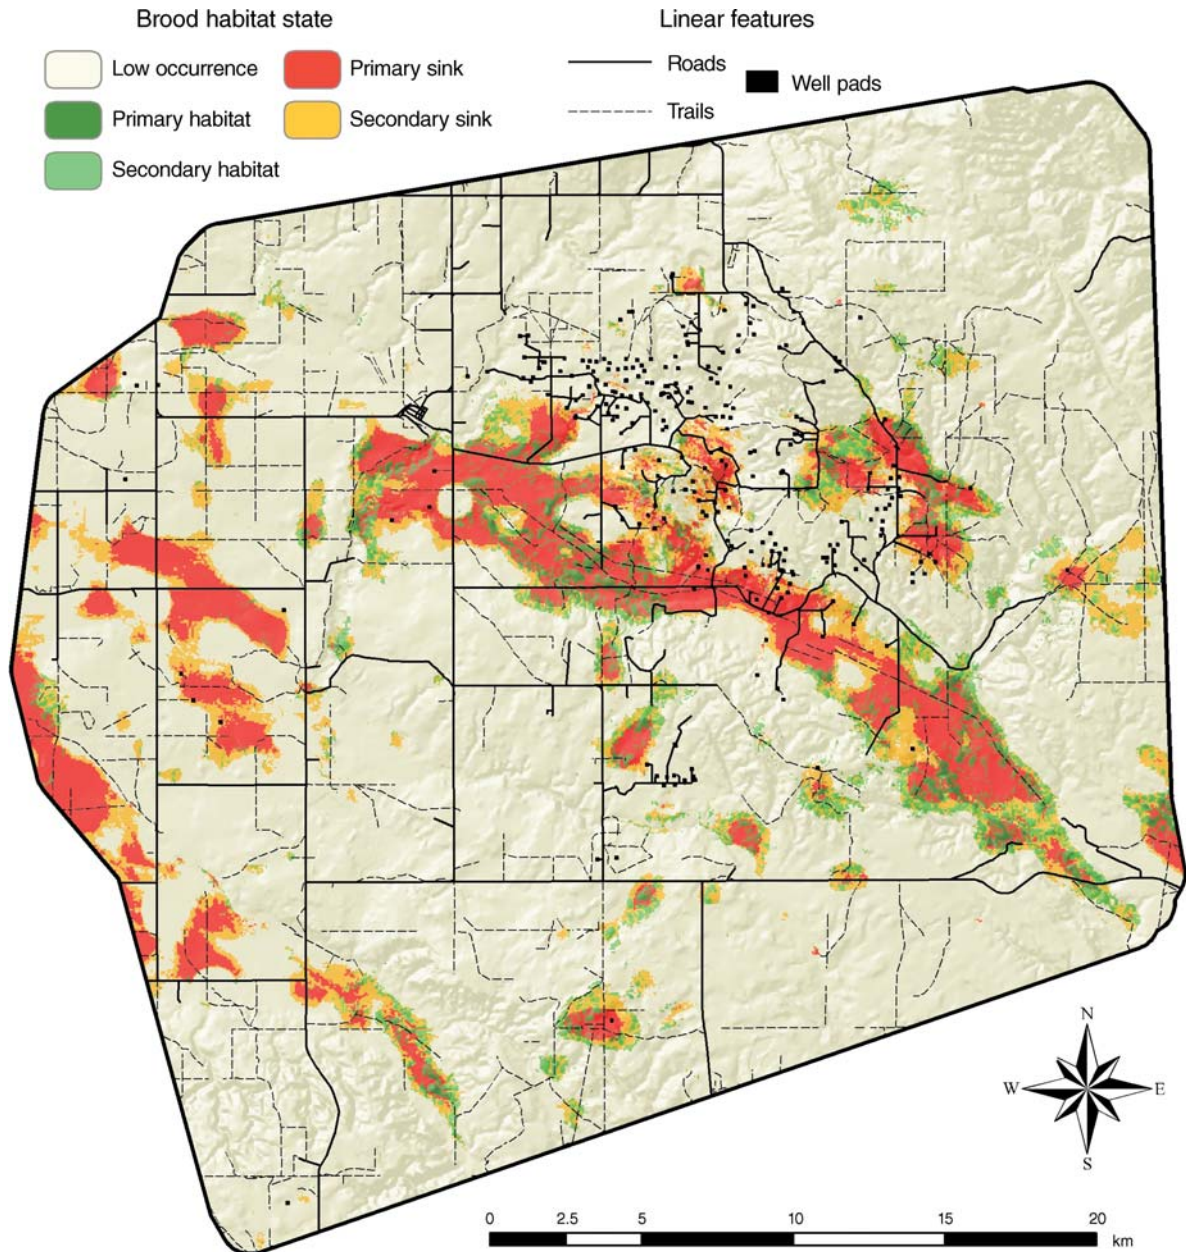 Brood habitat state
Low occurrence
Primary habitat
Secondary habitat
Primary sink
Secondary sink
Linear features
Roads
Trails
Well pads
N
W E
S
0 2.5 5 10 15 20
km